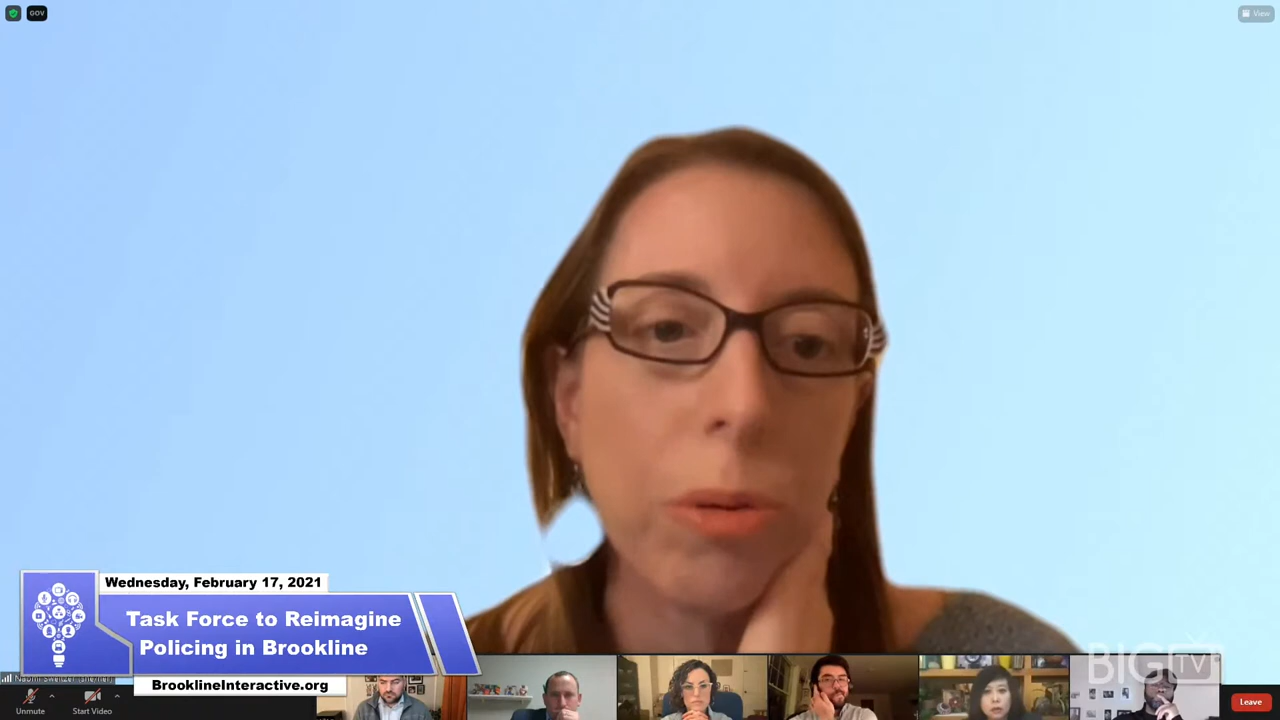 GOV
View
Wednesday, February 17, 2021
Task Force to Reimagine
Policing in Brookline
BrooklineInteractive.org
BIG TV
Unmute
Start Video
Leave